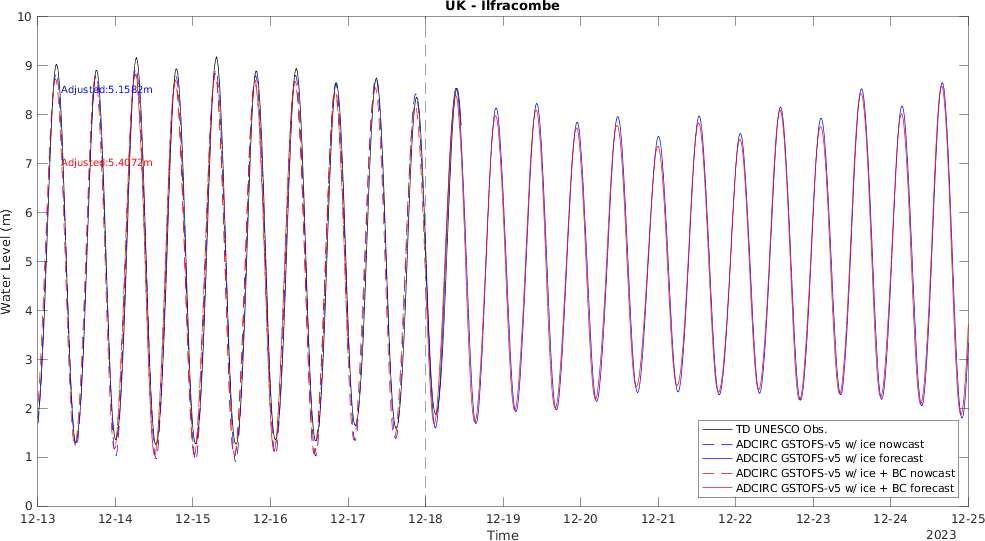 UK - Ilfracombe
10
9
8
7
6
5
4
3
2
1
0
Water Level (m)
Adjusted:5.1582m
Adjusted:5.4072m
TD UNESCO Obs.
ADCIRC GSTOFS-v5 w/ ice nowcast
ADCIRC GSTOFS-v5 w/ ice forecast
ADCIRC GSTOFS-v5 w/ ice + BC nowcast
ADCIRC GSTOFS-v5 w/ ice + BC forecast
12-13 12-14 12-15 12-16 12-17 12-18 12-19 12-20 12-21 12-22 12-23 12-24 12-25
Time
2023